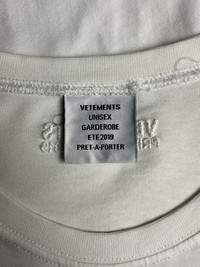 VETEMENTS
UNISEX
GARDEROBE
ETE 2019
PRET-A-PORTER